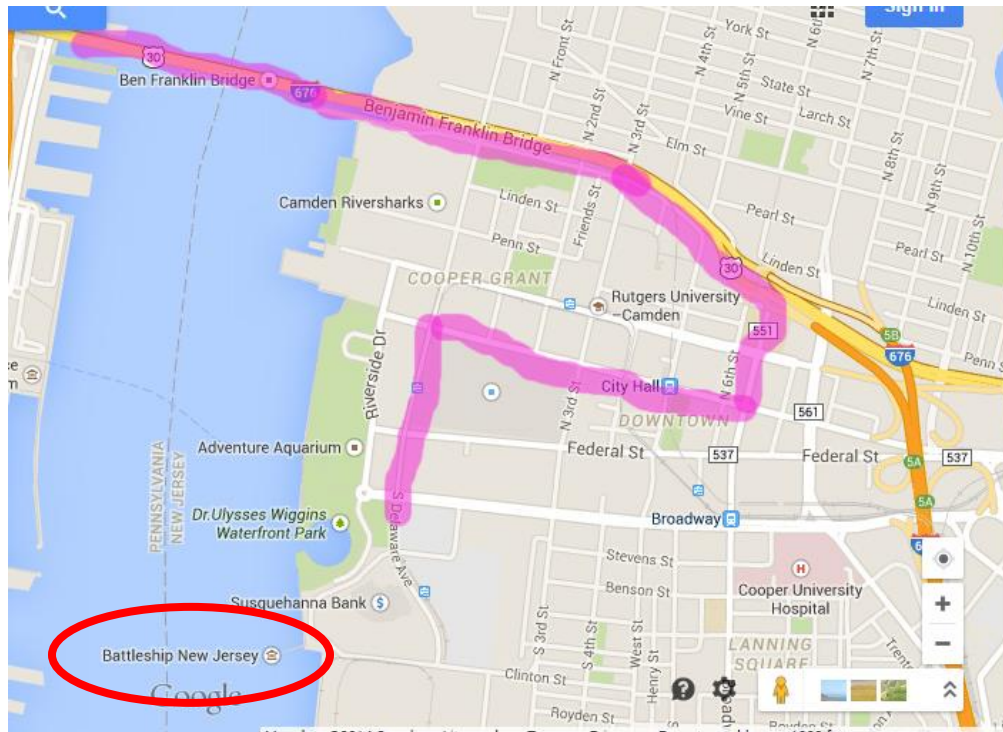 Sign in
York St
N Front St
N 4th St
N 5th St
N 7th St
30
Ben Franklin Bridge
676
State St
Vine St
Larch St
Benjamin Franklin Bridge
N 2nd St
N 3rd St
Elm St
N 8th St
N 9th St
N 10th St
Camden Riversharks
Linden St
Friends St
Pearl St
Penn St
Pearl St
30
Linden St
COOPER GRANT
Rutgers University
–Camden
Linden St
551
5B
676
Penn
Riverside Dr
City Hall
N 6th St
N 3rd St
561
DOWNTOWN
Adventure Aquarium
Federal St
537
Federal St
5A
537
PENNSYLVANIA
NEW JERSEY
5A
Dr.Ulysses Wiggins
Waterfront Park
S Delaware Ave
Broadway
Stevens St
Benson St
H
Cooper University
Hospital
Susquehanna Bank
$
S 3rd St
S 4th St
West St
Henry St
LANNING
SQUARE
Battleship New Jersey
Clinton St
Google
?
Royden St